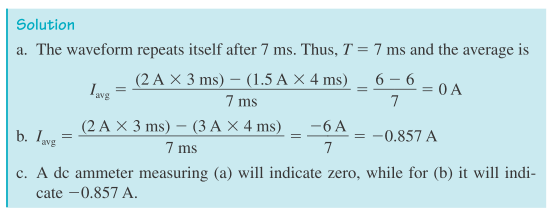 Solution
a. The waveform repeats itself after 7 ms. Thus, T = 7 ms and the average is
I_avg = (2 A × 3 ms) − (1.5 A × 4 ms) / 7 ms = 6 − 6 / 7 = 0 A
b. I_avg = (2 A × 3 ms) − (3 A × 4 ms) / 7 ms = −6 A / 7 = −0.857 A
c. A dc ammeter measuring (a) will indicate zero, while for (b) it will indi-
cate −0.857 A.